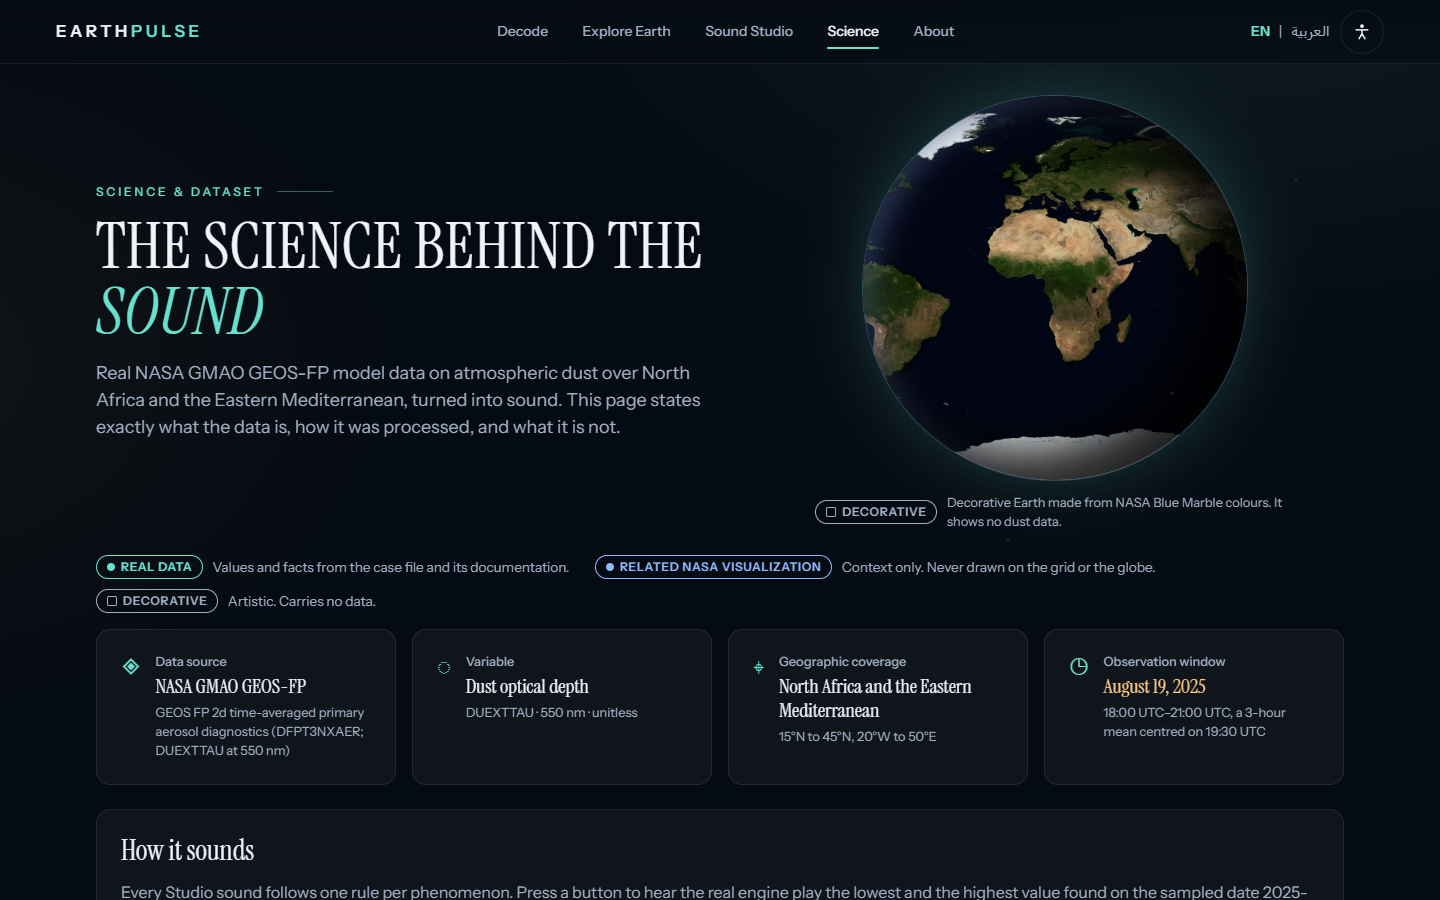 EARTHPULSE
Decode
Explore Earth
Sound Studio
Science
About
EN | العربية
SCIENCE & DATASET
THE SCIENCE BEHIND THE
SOUND
Real NASA GMAO GEOS-FP model data on atmospheric dust over North
Africa and the Eastern Mediterranean, turned into sound. This page states
exactly what the data is, how it was processed, and what it is not.
DECORATIVE
Decorative Earth made from NASA Blue Marble colours. It
shows no dust data.
REAL DATA Values and facts from the case file and its documentation.
RELATED NASA VISUALIZATION Context only. Never drawn on the grid or the globe.
DECORATIVE Artistic. Carries no data.
Data source
NASA GMAO GEOS-FP
GEOS FP 2d time-averaged primary
aerosol diagnostics (DFPT3NXAER;
DUEXTTAU at 550 nm)
Variable
Dust optical depth
DUEXTTAU · 550 nm · unitless
Geographic coverage
North Africa and the Eastern
Mediterranean
15°N to 45°N, 20°W to 50°E
Observation window
August 19, 2025
18:00 UTC–21:00 UTC, a 3-hour
mean centred on 19:30 UTC
How it sounds
Every Studio sound follows one rule per phenomenon. Press a button to hear the real engine play the lowest and the highest value found on the sampled date 2025-